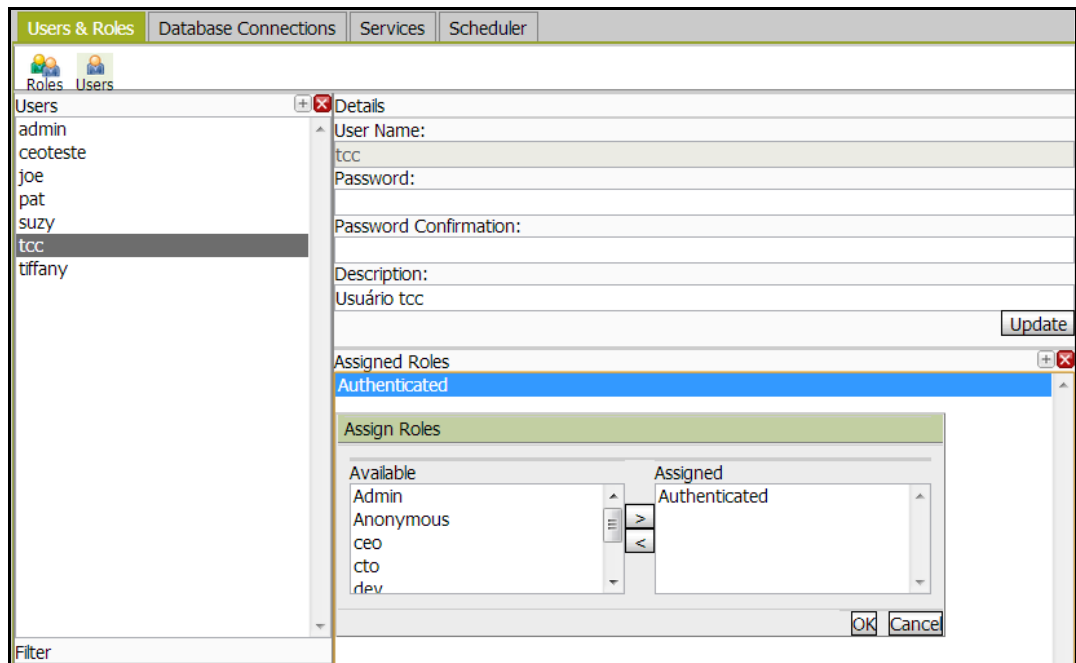 Users & Roles Database Connections Services Scheduler
Roles Users
Users
admin
ceoteste
joe
pat
suzy
tcc
tiffany
Filter
Details
User Name:
tcc
Password:
Password Confirmation:
Description:
Usuário tcc
Update
Assigned Roles
Authenticated
Assign Roles
Available
Admin
Anonymous
ceo
cto
dev
>
<
Assigned
Authenticated
OK Cancel